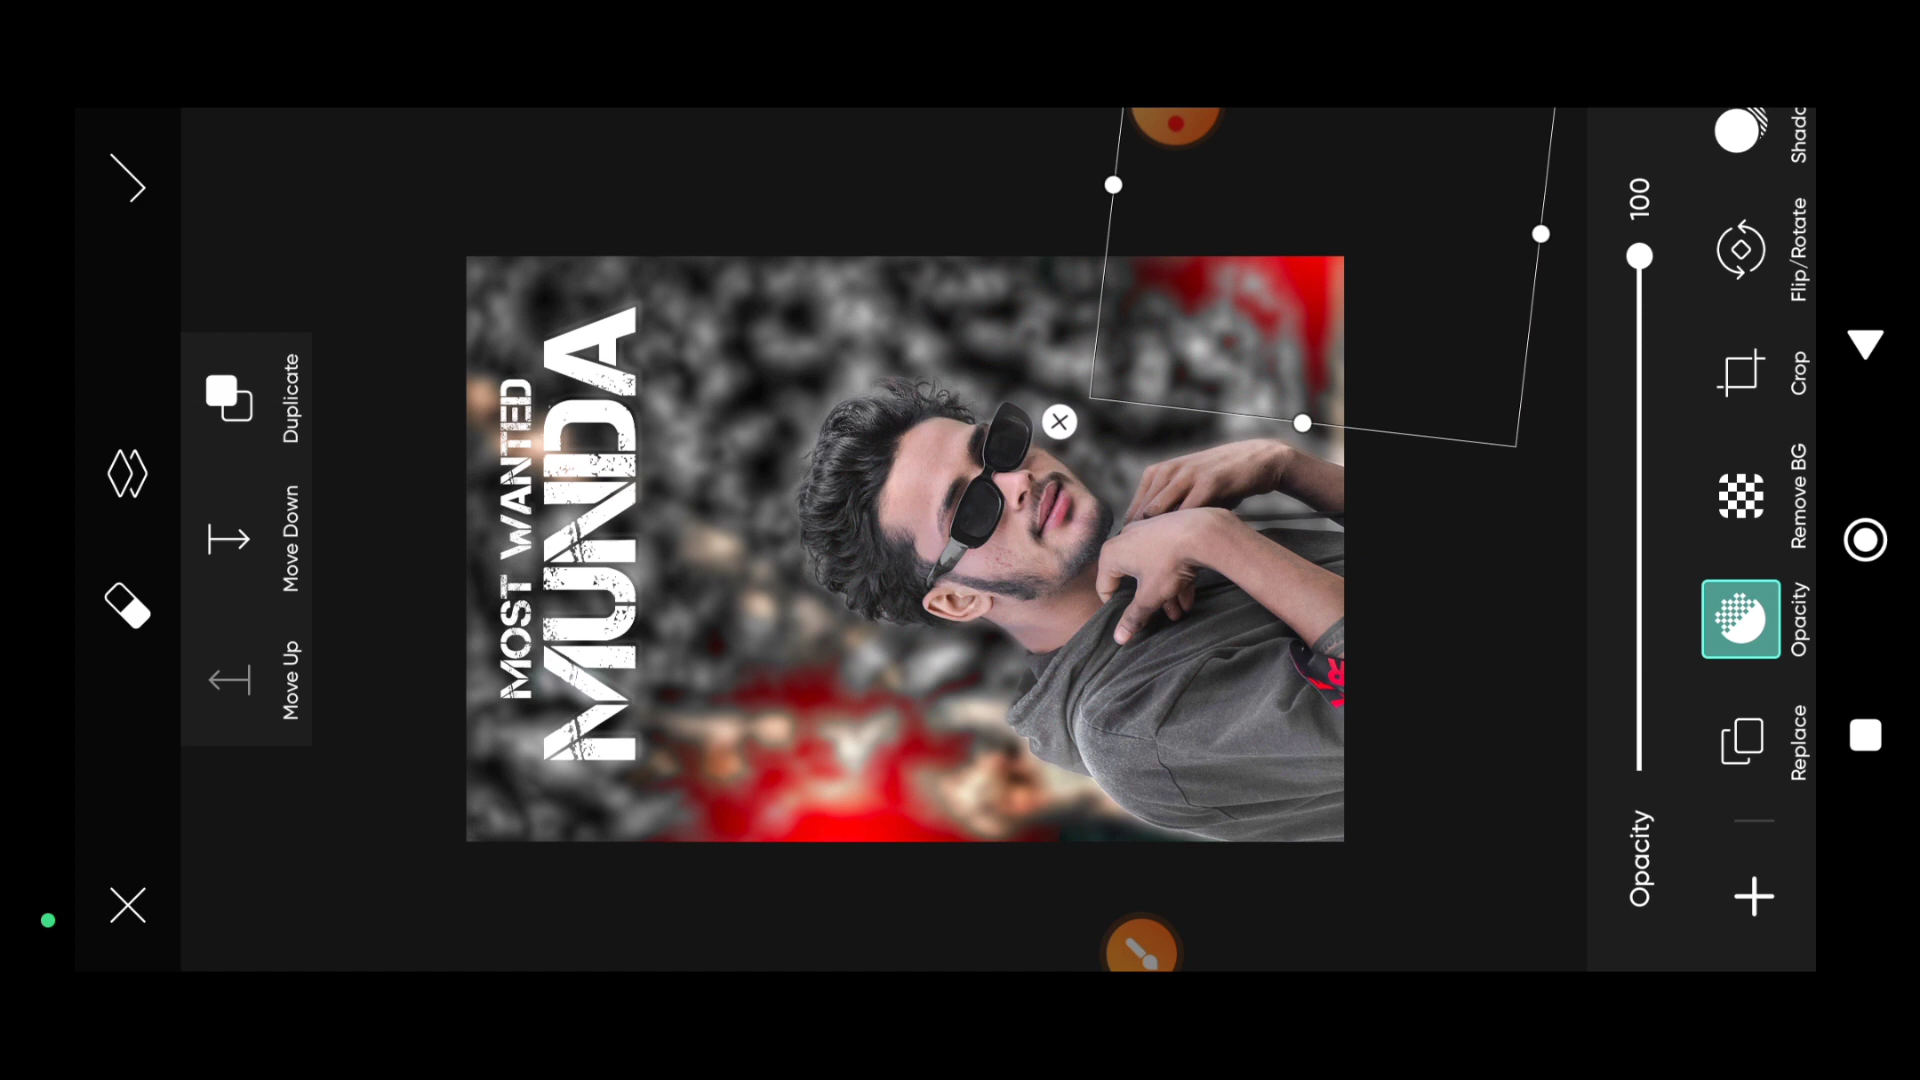 Duplicate
Move Down
Move Up
MOST WANTED
MUNDA
100
Opacity
Shado
Flip/Rotate
Crop
Remove BG
Opacity
Replace